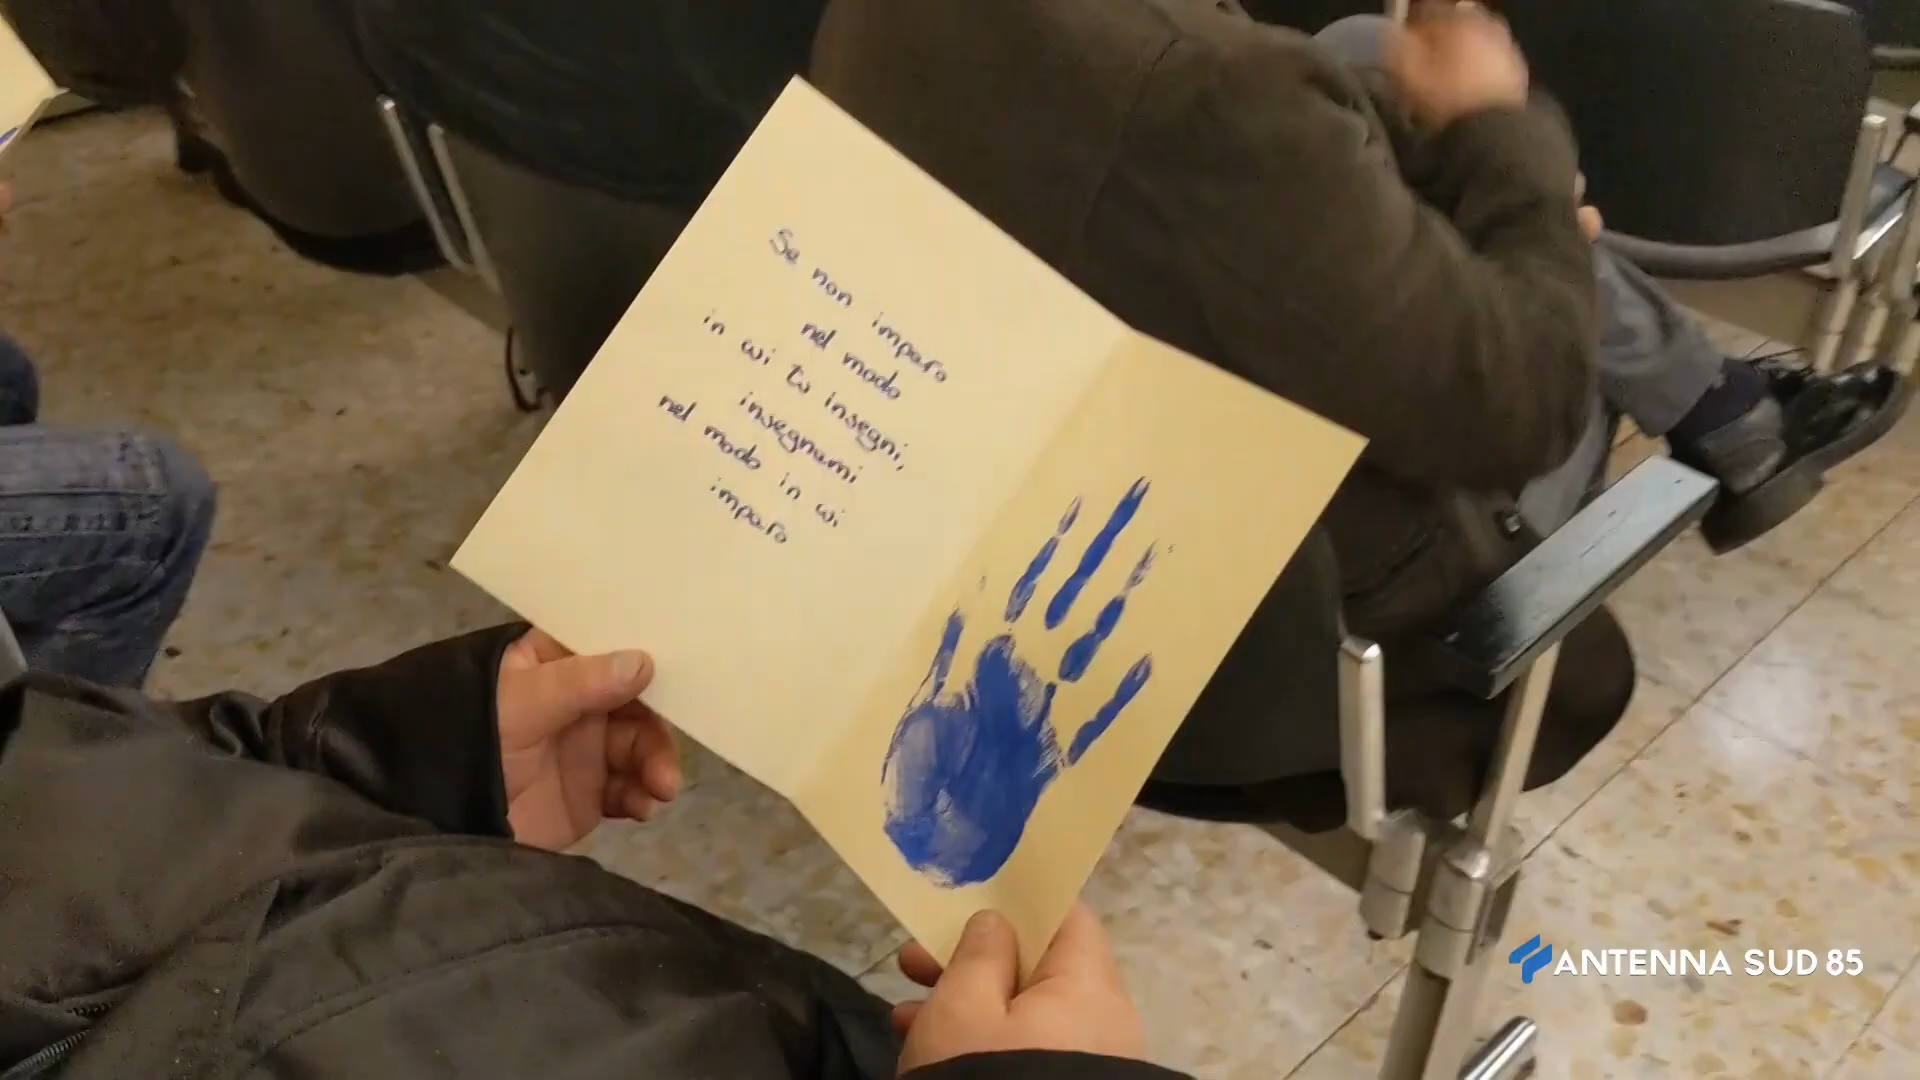 Se non imparo
nel modo
in cui tu insegni,
insegnami
nel modo in cui
imparo
ANTENNA SUD 85